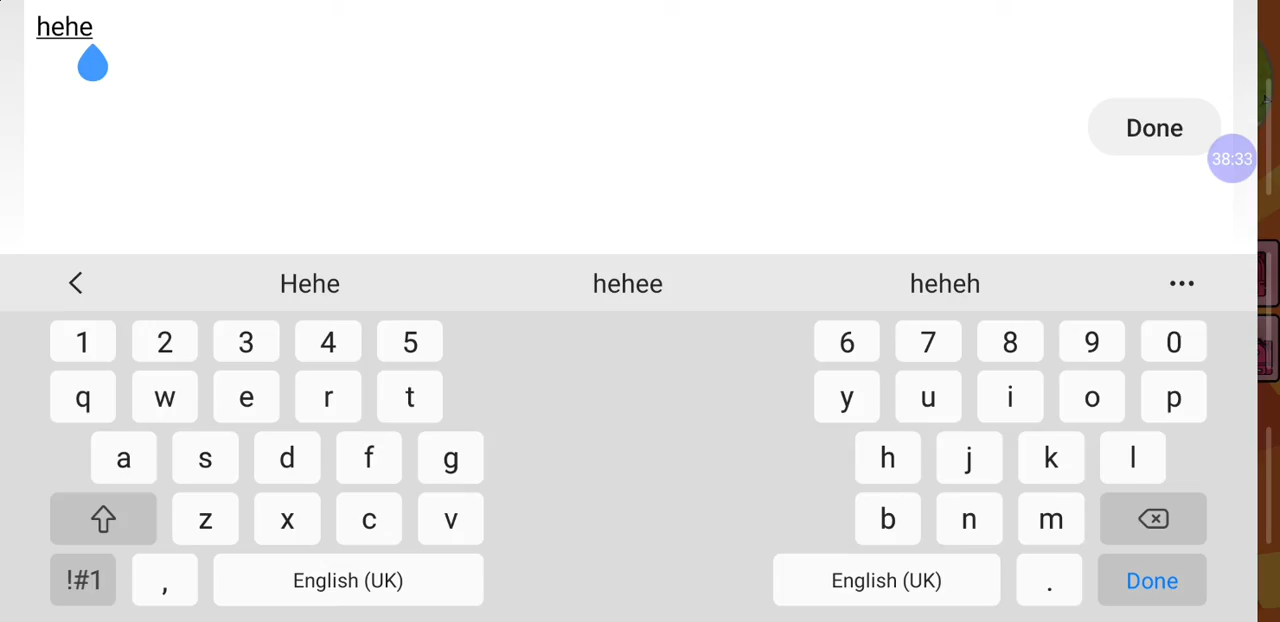 hehe
Done
38:33
Hehe hehee heheh
1 2 3 4 5 6 7 8 9 0
q w e r t y u i o p
a s d f g h j k l
z x c v b n m
!#1 , English (UK) English (UK) . Done